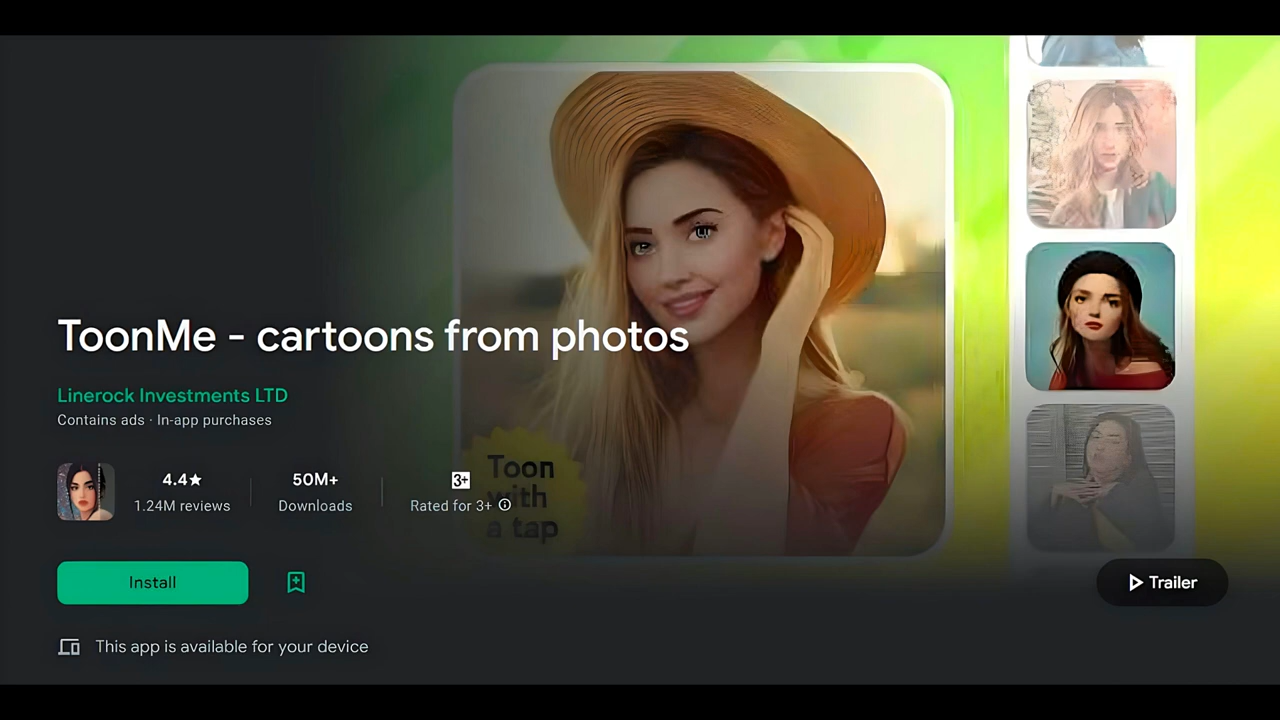 ToonMe - cartoons from photos
Linerock Investments LTD
Contains ads · In-app purchases
4.4★
1.24M reviews
50M+
Downloads
3+
Rated for 3+
Toon
with
a tap
Install
Trailer
This app is available for your device